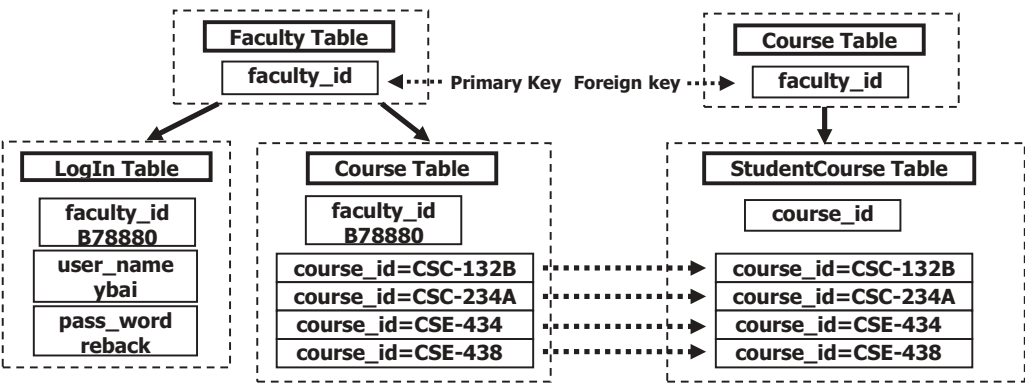 Faculty Table
faculty_id
Primary Key Foreign key
Course Table
faculty_id
LogIn Table
faculty_id
B78880
user_name
ybai
pass_word
reback
Course Table
faculty_id
B78880
course_id=CSC-132B
course_id=CSC-234A
course_id=CSE-434
course_id=CSE-438
StudentCourse Table
course_id
course_id=CSC-132B
course_id=CSC-234A
course_id=CSE-434
course_id=CSE-438